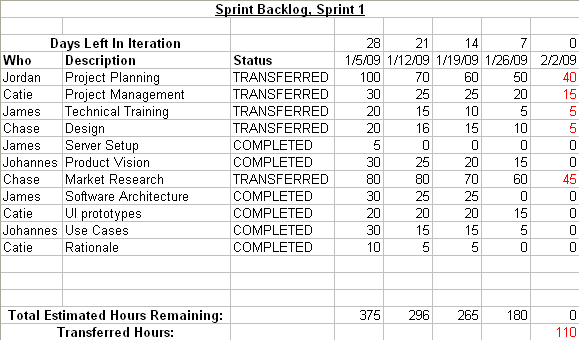 Sprint Backlog, Sprint 1
Days Left In Iteration 28 21 14 7 0
Who Description Status 1/5/09 1/12/09 1/19/09 1/26/09 2/2/09
Jordan Project Planning TRANSFERRED 100 70 60 50 40
Catie Project Management TRANSFERRED 30 25 25 20 15
James Technical Training TRANSFERRED 20 15 10 5 5
Chase Design TRANSFERRED 20 16 15 10 5
James Server Setup COMPLETED 5 0 0 0 0
Johannes Product Vision COMPLETED 30 25 20 15 0
Chase Market Research TRANSFERRED 80 80 70 60 45
James Software Architecture COMPLETED 30 25 25 0 0
Catie UI prototypes COMPLETED 20 20 20 15 0
Johannes Use Cases COMPLETED 30 15 15 5 0
Catie Rationale COMPLETED 10 5 5 0 0
Total Estimated Hours Remaining: 375 296 265 180 0
Transferred Hours: 110